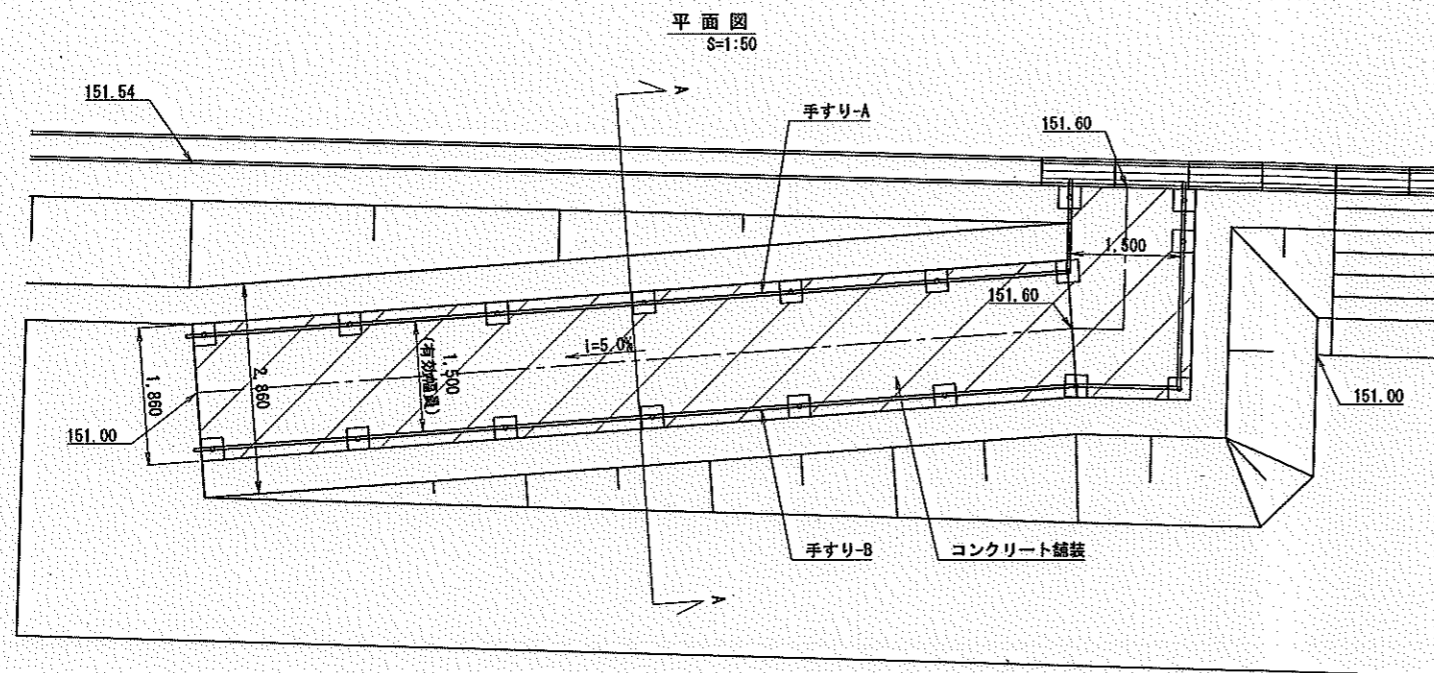 平面図
S=1:50
151.54
A
手すり-A
151.60
1,500
151.60
i=5.0%
1,500
(有効幅員)
1,860
2,860
151.00
151.00
手すり-B
コンクリート舗装
A